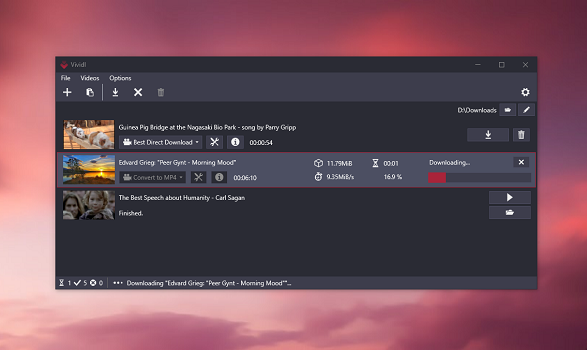 Vividl
File Videos Options
D:\Downloads
Guinea Pig Bridge at the Nagasaki Bio Park - song by Parry Gripp
Best Direct Download 00:00:54
Edvard Grieg: "Peer Gynt - Morning Mood" 11.79MiB 00:01 Downloading...
Convert to MP4 00:06:10 9.35MiB/s 16.9 %
The Best Speech about Humanity - Carl Sagan
Finished.
1 5 0 Downloading "Edvard Grieg: "Peer Gynt - Morning Mood""...